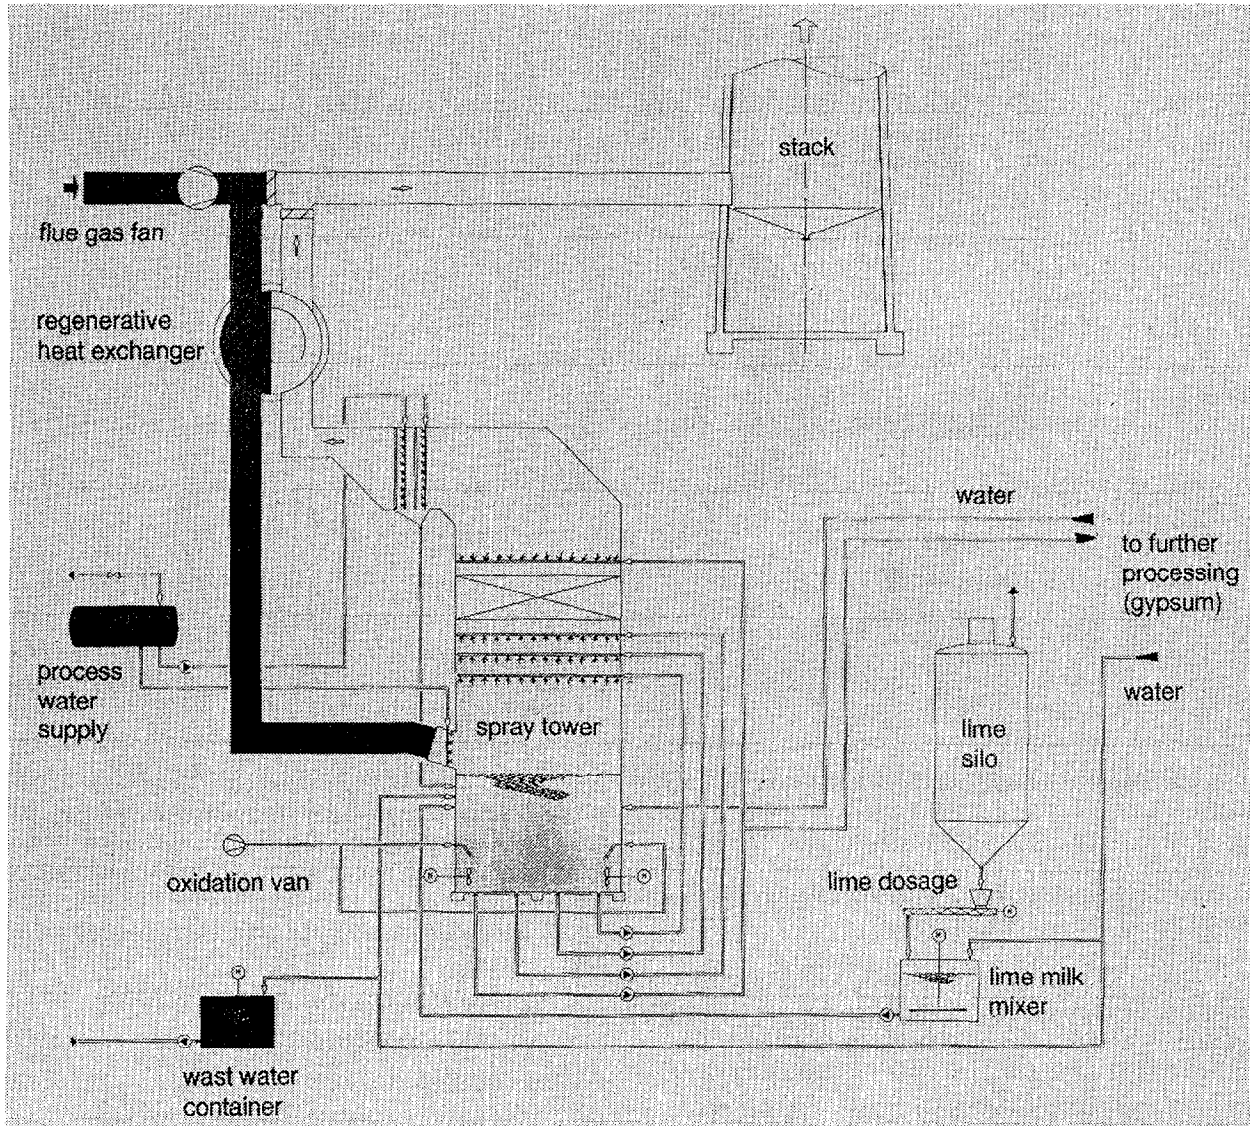 stack
flue gas fan
regenerative
heat exchanger
water
to further
processing
(gypsum)
process
water
supply
spray tower
water
lime
silo
oxidation van
lime dosage
lime milk
mixer
wast water
container